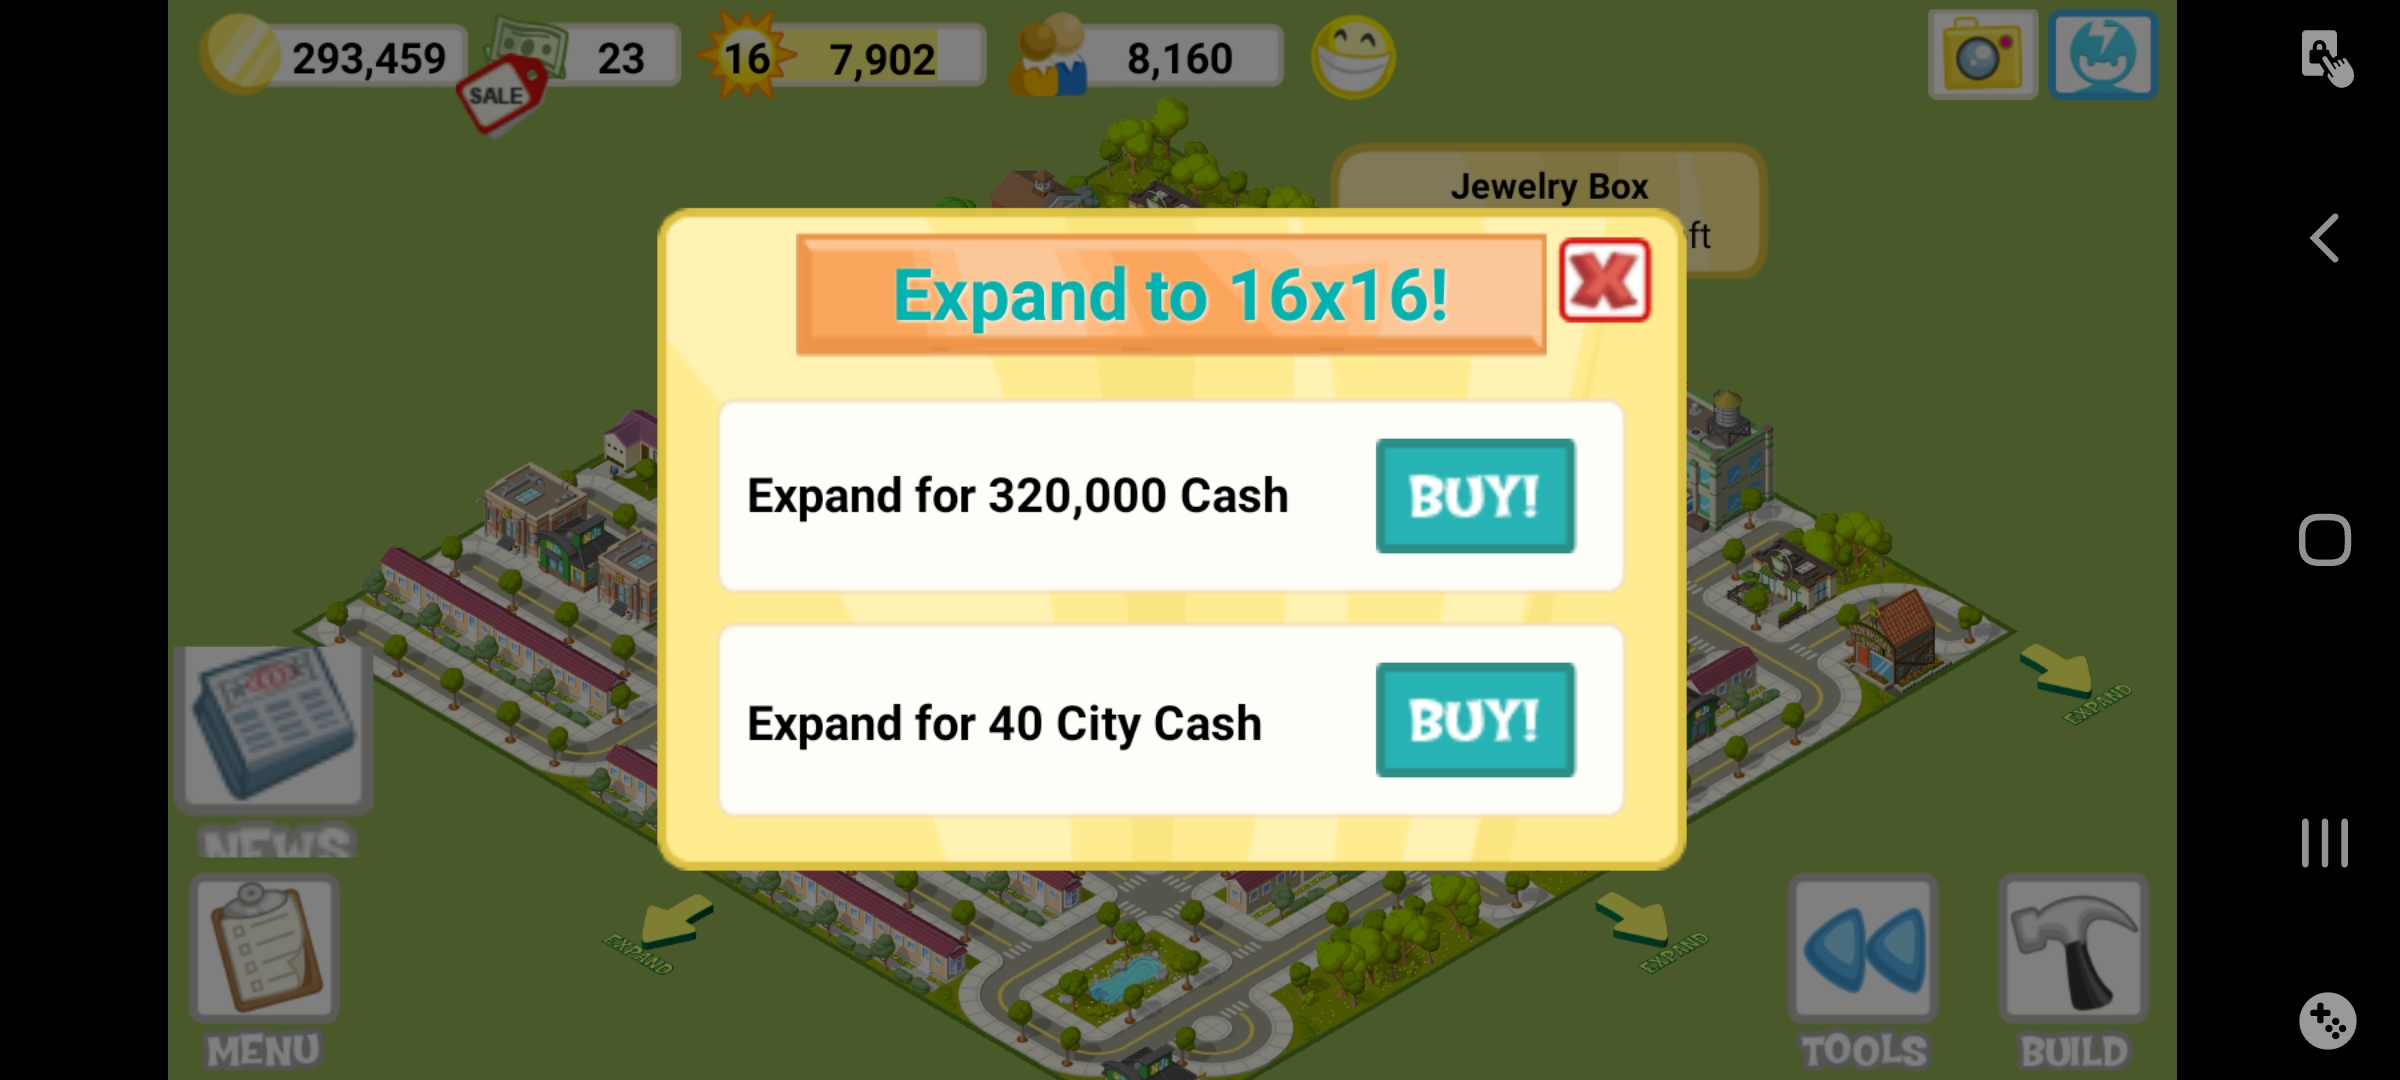 293,459
23
16
7,902
8,160
SALE
Jewelry Box
ft
Expand to 16x16!
Expand for 320,000 Cash
BUY!
Expand for 40 City Cash
BUY!
EXPAND
EXPAND
EXPAND
NEWS
MENU
TOOLS
BUILD